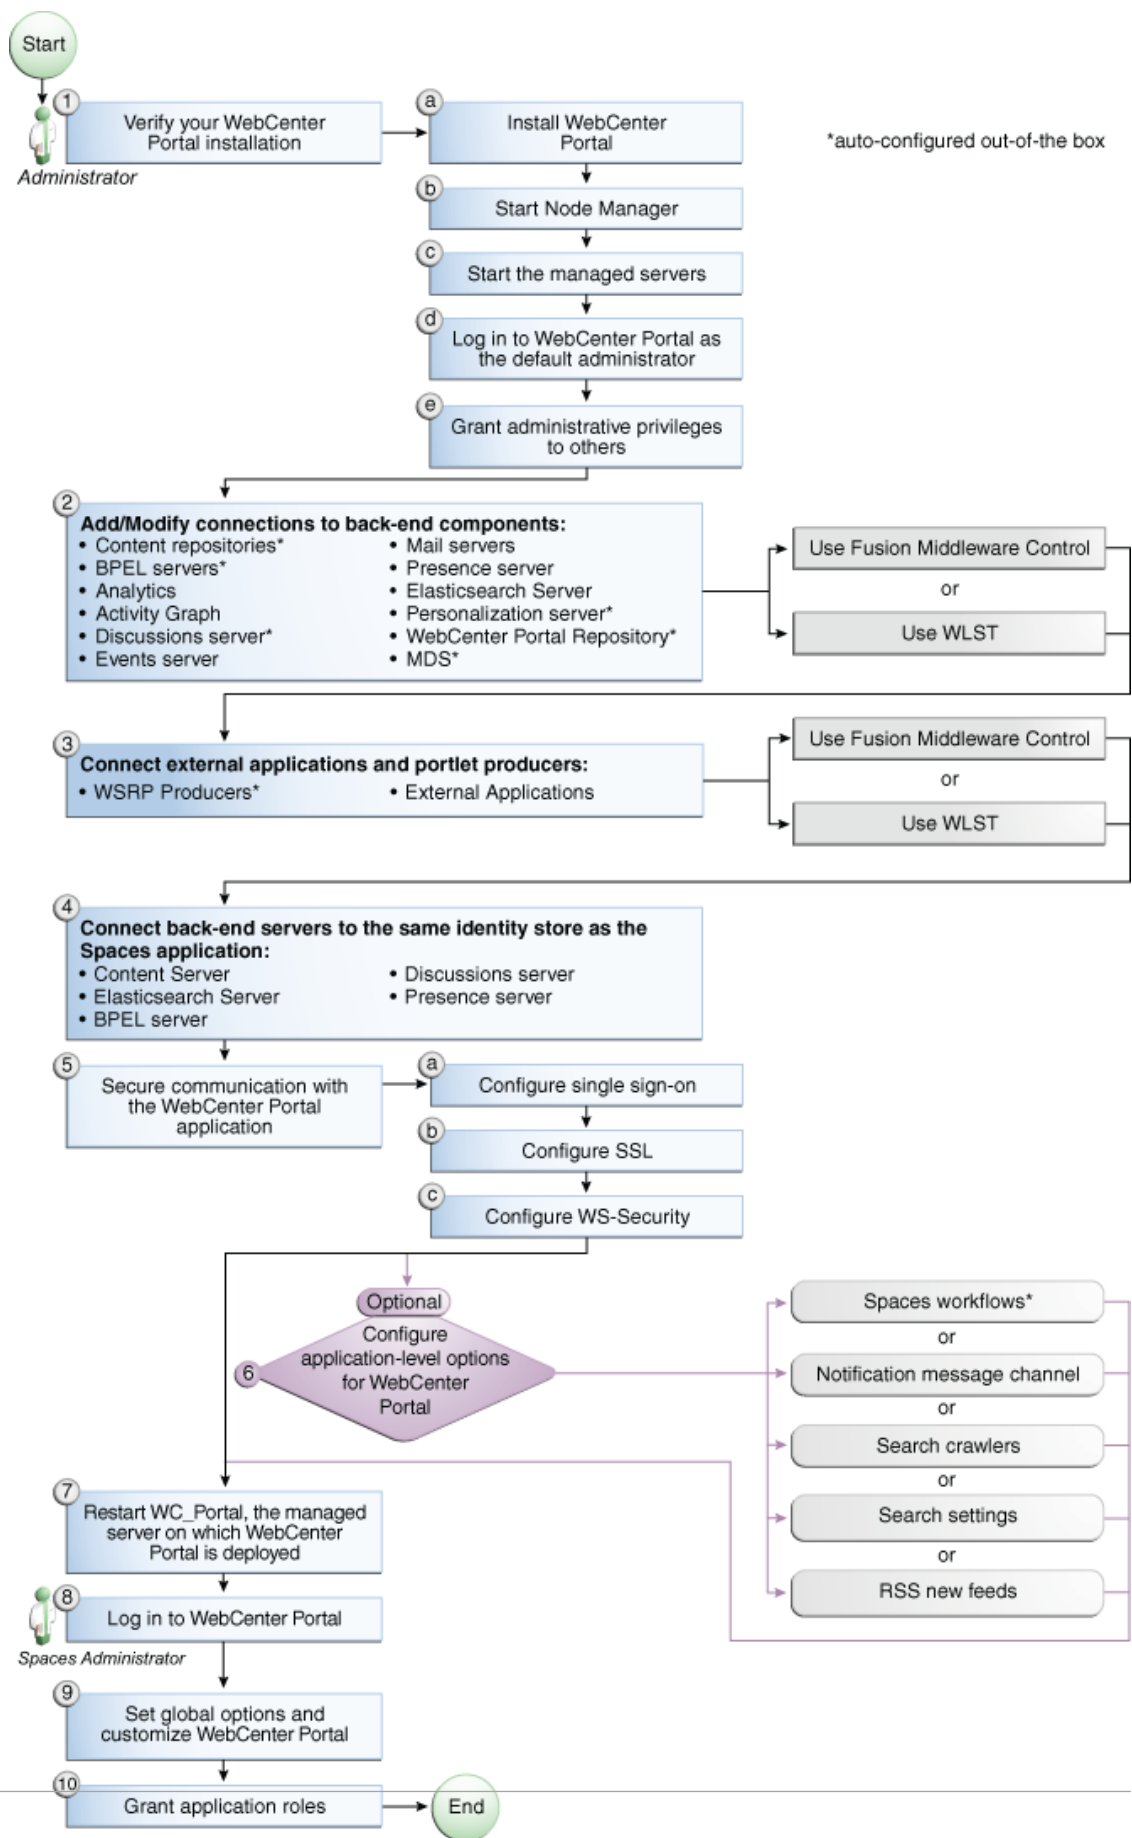 Start
1
Verify your WebCenter
Portal installation
Administrator
a
Install WebCenter
Portal
*auto-configured out-of-the box
b
Start Node Manager
c
Start the managed servers
d
Log in to WebCenter Portal as
the default administrator
e
Grant administrative privileges
to others
2
Add/Modify connections to back-end components:
• Content repositories*
• BPEL servers*
• Analytics
• Activity Graph
• Discussions server*
• Events server
• Mail servers
• Presence server
• Elasticsearch Server
• Personalization server*
• WebCenter Portal Repository*
• MDS*
Use Fusion Middleware Control
or
Use WLST
3
Connect external applications and portlet producers:
• WSRP Producers*
• External Applications
Use Fusion Middleware Control
or
Use WLST
4
Connect back-end servers to the same identity store as the
Spaces application:
• Content Server
• Elasticsearch Server
• BPEL server
• Discussions server
• Presence server
5
Secure communication with
the WebCenter Portal
application
a
Configure single sign-on
b
Configure SSL
c
Configure WS-Security
Optional
6
Configure
application-level options
for WebCenter
Portal
Spaces workflows*
or
Notification message channel
or
Search crawlers
or
Search settings
or
RSS new feeds
7
Restart WC_Portal, the managed
server on which WebCenter
Portal is deployed
8
Log in to WebCenter Portal
Spaces Administrator
9
Set global options and
customize WebCenter Portal
10
Grant application roles
End